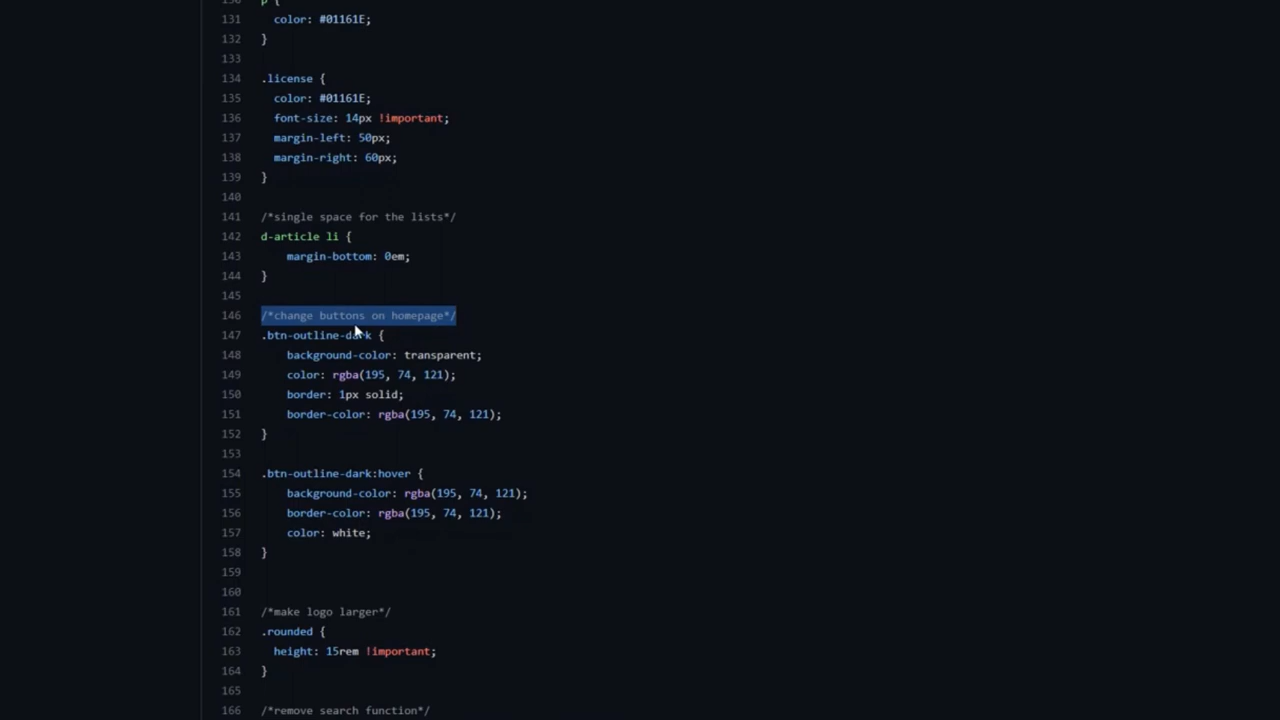 130 p {
131 color: #01161E;
132 }
133
134 .license {
135 color: #01161E;
136 font-size: 14px !important;
137 margin-left: 50px;
138 margin-right: 60px;
139 }
140
141 /*single space for the lists*/
142 d-article li {
143 margin-bottom: 0em;
144 }
145
146 /*change buttons on homepage*/
147 .btn-outline-dark {
148 background-color: transparent;
149 color: rgba(195, 74, 121);
150 border: 1px solid;
151 border-color: rgba(195, 74, 121);
152 }
153
154 .btn-outline-dark:hover {
155 background-color: rgba(195, 74, 121);
156 border-color: rgba(195, 74, 121);
157 color: white;
158 }
159
160
161 /*make logo larger*/
162 .rounded {
163 height: 15rem !important;
164 }
165
166 /*remove search function*/